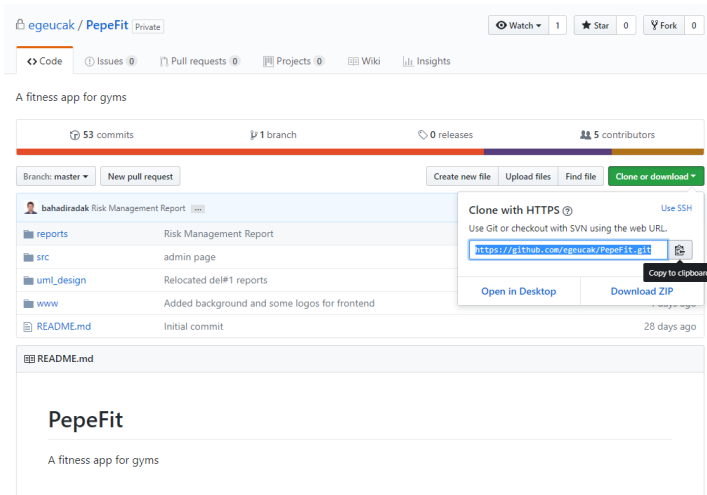 egeucak / PepeFit Private
Watch 1 Star 0 Fork 0
Code Issues 0 Pull requests 0 Projects 0 Wiki Insights
A fitness app for gyms
53 commits 1 branch 0 releases 5 contributors
Branch: master New pull request Create new file Upload files Find file Clone or download
bahadiradak Risk Management Report ...
Clone with HTTPS Use SSH
Use Git or checkout with SVN using the web URL.
https://github.com/egeucak/PepeFit.git
Copy to clipboard
Open in Desktop Download ZIP
reports Risk Management Report
src admin page
uml_design Relocated del#1 reports
www Added background and some logos for frontend days ago
README.md Initial commit 28 days ago
README.md
PepeFit
A fitness app for gyms